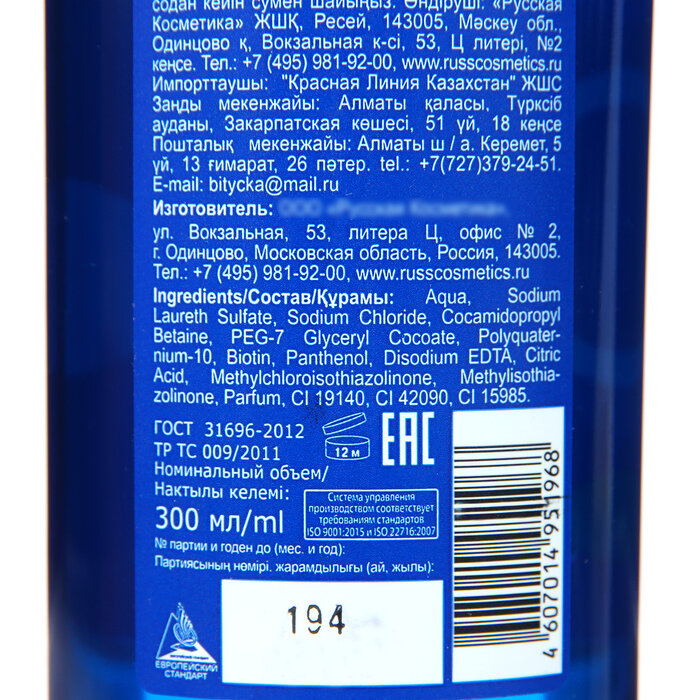 содан кейін сумен шайыңыз. Өндіруші: «Русская
Косметика» ЖШҚ, Ресей, 143005, Мәскеу обл.,
Одинцово қ, Вокзальная к-сі, 53, Ц литері, №2
кеңсе. Тел.: +7 (495) 981-92-00, www.russcosmetics.ru
Импорттаушы: "Красная Линия Казахстан" ЖШС
Заңды мекенжайы: Алматы қаласы, Түрксіб
ауданы, Закарпатская көшесі, 51 үй, 18 кеңсе
Пошталық мекенжайы: Алматы ш / а. Керемет, 5
үй, 13 ғимарат, 26 пәтер. tel.: +7(727)379-24-51.
E-mail: bitycka@mail.ru
Изготовитель: ООО «Русская Косметика».
ул. Вокзальная, 53, литера Ц, офис № 2,
г. Одинцово, Московская область, Россия, 143005.
Тел.: +7 (495) 981-92-00, www.russcosmetics.ru
Ingredients/Состав/Құрамы: Aqua, Sodium
Laureth Sulfate, Sodium Chloride, Cocamidopropyl
Betaine, PEG-7 Glyceryl Cocoate, Polyquater-
nium-10, Biotin, Panthenol, Disodium EDTA, Citric
Acid, Methylchloroisothiazolinone, Methylisothia-
zolinone, Parfum, CI 19140, CI 42090, CI 15985.
ГОСТ 31696-2012
ТР ТС 009/2011
12 м
EAC
Номинальный объем/
Нақтылы көлемі:
300 мл/ml
Система управления
производством соответствует
требованиям стандартов
ISO 9001:2015 и ISO 22716:2007
№ партии и годен до (мес. и год):
Партиясының нөмірі. жарамдылығы (ай, жылы):
194
ЕВРОПЕЙСКИЙ
СТАНДАРТ
4 607014 951968